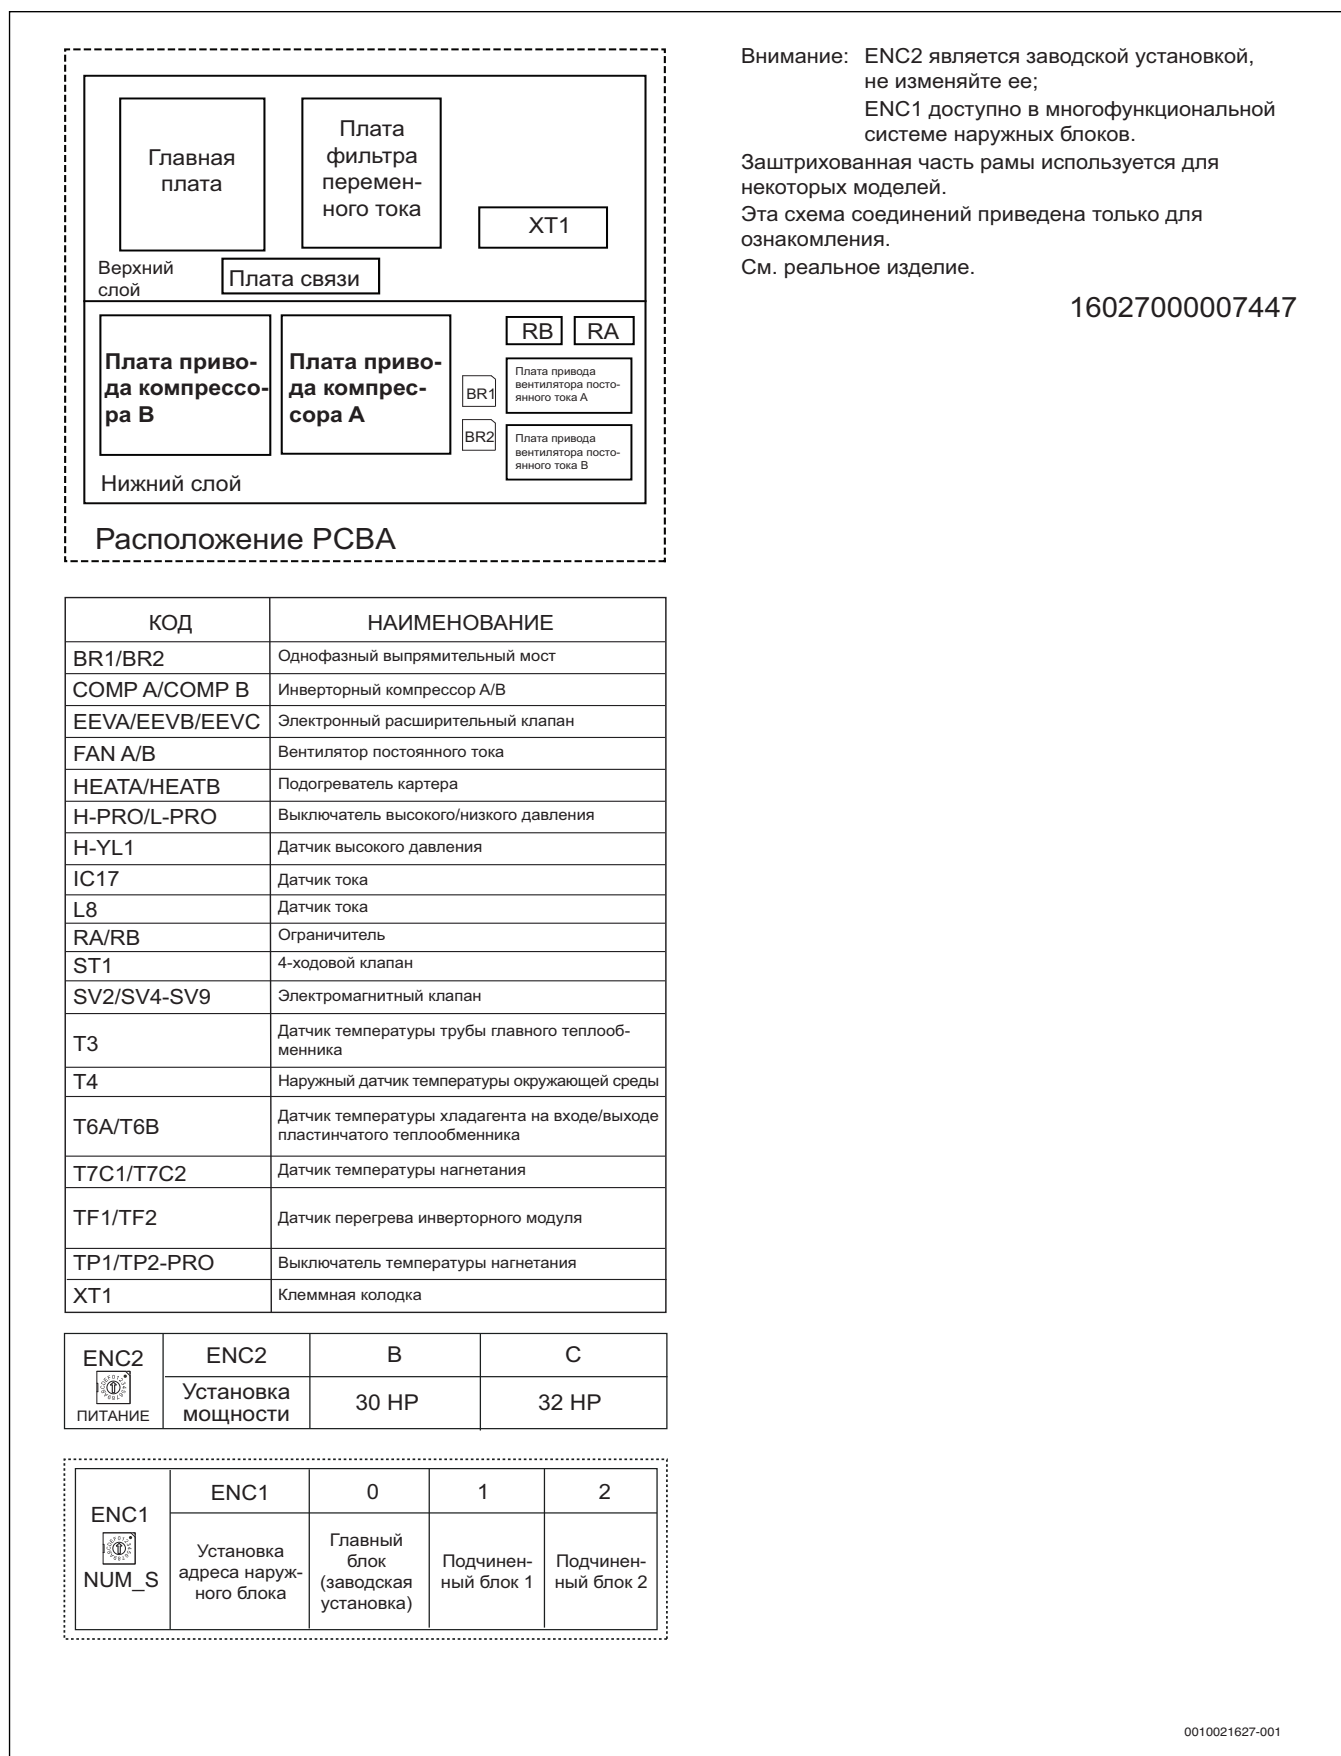 Главная
плата
Плата
фильтра
перемен-
ного тока
XT1
Верхний
слой
Плата связи
Плата приво-
да компрессо-
ра В
Плата приво-
да компрес-
сора А
RB
RA
BR1
Плата привода
вентилятора посто-
янного тока А
BR2
Плата привода
вентилятора посто-
янного тока В
Нижний слой
Расположение PCBA
Внимание: ENC2 является заводской установкой,
не изменяйте ее;
ENC1 доступно в многофункциональной
системе наружных блоков.
Заштрихованная часть рамы используется для
некоторых моделей.
Эта схема соединений приведена только для
ознакомления.
См. реальное изделие.
16027000007447
КОД НАИМЕНОВАНИЕ
BR1/BR2 Однофазный выпрямительный мост
COMP A/COMP B Инверторный компрессор А/В
EEVA/EEVB/EEVC Электронный расширительный клапан
FAN A/B Вентилятор постоянного тока
HEATA/HEATB Подогреватель картера
H-PRO/L-PRO Выключатель высокого/низкого давления
H-YL1 Датчик высокого давления
IC17 Датчик тока
L8 Датчик тока
RA/RB Ограничитель
ST1 4-ходовой клапан
SV2/SV4-SV9 Электромагнитный клапан
T3 Датчик температуры трубы главного теплооб-
менника
T4 Наружный датчик температуры окружающей среды
T6A/T6B Датчик температуры хладагента на входе/выходе
пластинчатого теплообменника
T7C1/T7C2 Датчик температуры нагнетания
TF1/TF2 Датчик перегрева инверторного модуля
TP1/TP2-PRO Выключатель температуры нагнетания
XT1 Клеммная колодка
ENC2
ПИТАНИЕ
ENC2 B C
Установка
мощности
30 HP 32 HP
ENC1
NUM_S
ENC1 0 1 2
Установка
адреса наруж-
ного блока
Главный
блок
(заводская
установка)
Подчинен-
ный блок 1
Подчинен-
ный блок 2
0010021627-001